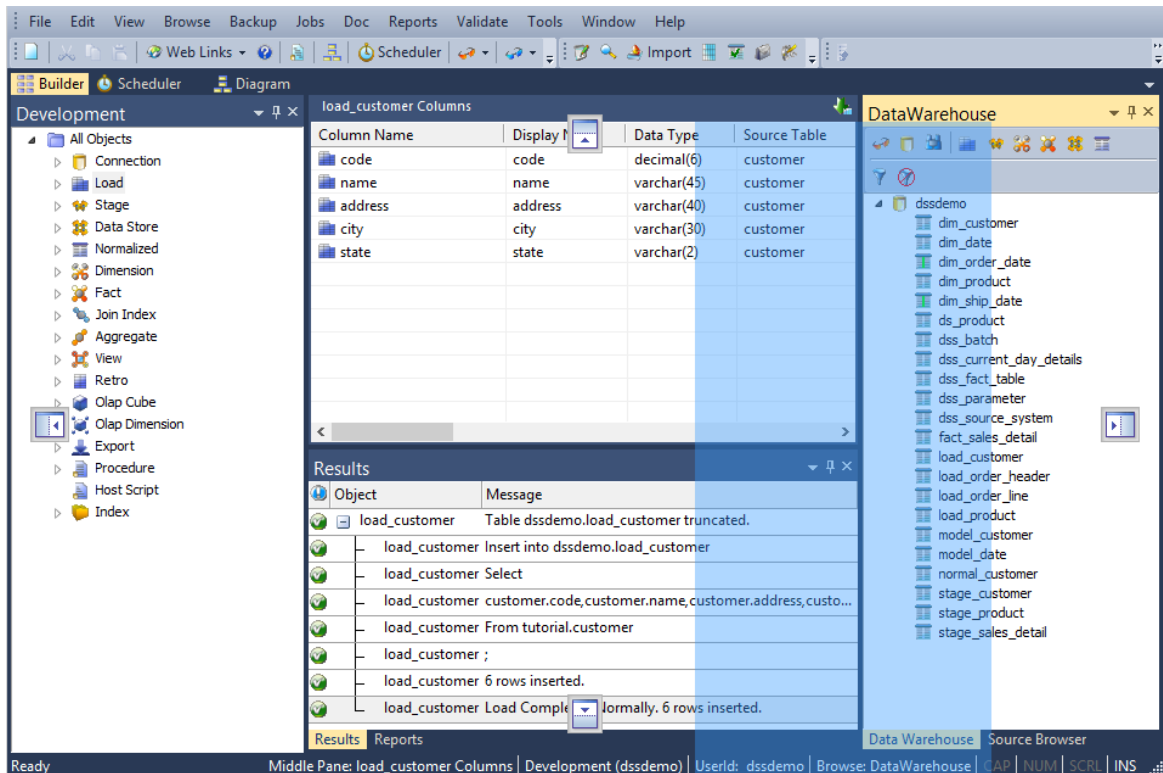 File Edit View Browse Backup Jobs Doc Reports Validate Tools Window Help
Web Links Scheduler Import
Builder Scheduler Diagram
Development
All Objects
Connection
Load
Stage
Data Store
Normalized
Dimension
Fact
Join Index
Aggregate
View
Retro
Olap Cube
Olap Dimension
Export
Procedure
Host Script
Index
load_customer Columns
Column Name Display Data Type Source Table
code code decimal(6) customer
name name varchar(45) customer
address address varchar(40) customer
city city varchar(30) customer
state state varchar(2) customer
Results
Object Message
load_customer Table dssdemo.load_customer truncated.
load_customer Insert into dssdemo.load_customer
load_customer Select
load_customer customer.code,customer.name,customer.address,custo...
load_customer From tutorial.customer
load_customer ;
load_customer 6 rows inserted.
load_customer Load Normally. 6 rows inserted.
Results Reports
DataWarehouse
dssdemo
dim_customer
dim_date
dim_order_date
dim_product
dim_ship_date
ds_product
dss_batch
dss_current_day_details
dss_fact_table
dss_parameter
dss_source_system
fact_sales_detail
load_customer
load_order_header
load_order_line
load_product
model_customer
model_date
normal_customer
stage_customer
stage_product
stage_sales_detail
Data Warehouse Source Browser
Ready Middle Pane: load_customer Columns Development (dssdemo) UserId: dssdemo Browse: DataWarehouse CAP NUM SCRL INS